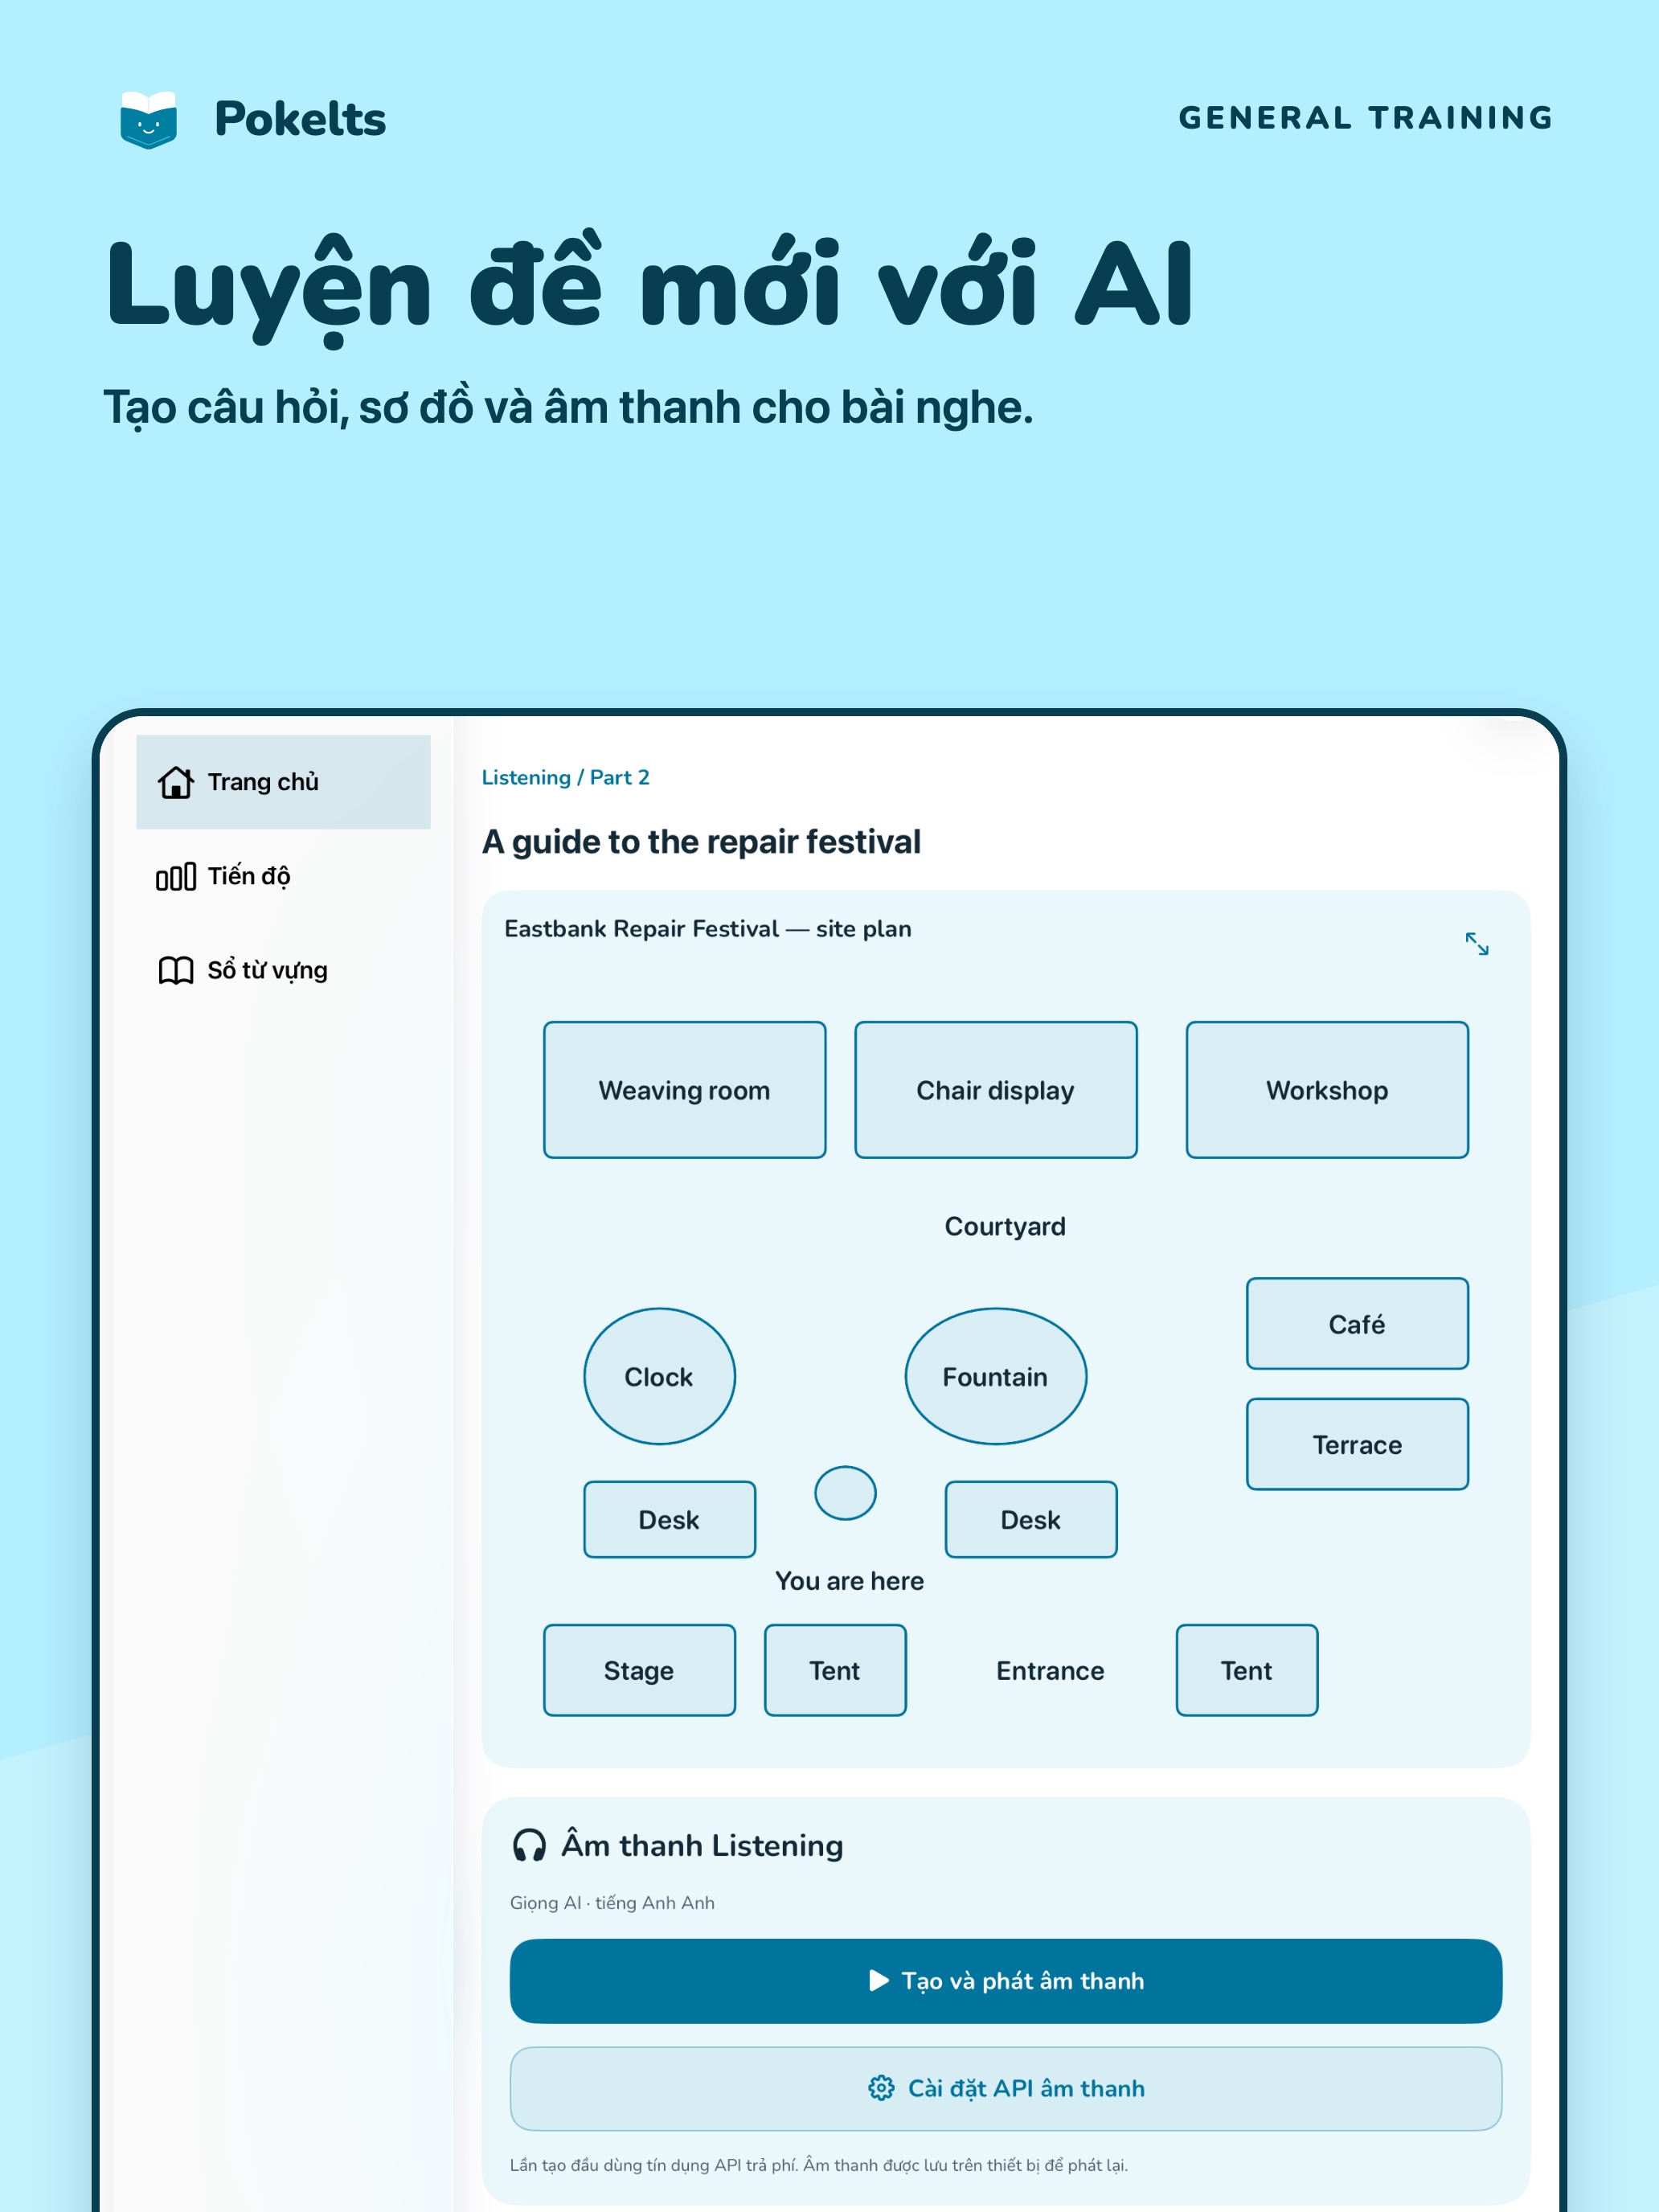 Pokelts
GENERAL TRAINING
Luyện đề mới với AI
Tạo câu hỏi, sơ đồ và âm thanh cho bài nghe.
Trang chủ
Tiến độ
Sổ từ vựng
Listening / Part 2
A guide to the repair festival
Eastbank Repair Festival — site plan
Weaving room
Chair display
Workshop
Courtyard
Café
Clock
Fountain
Terrace
Desk
Desk
You are here
Stage
Tent
Entrance
Tent
Âm thanh Listening
Giọng AI · tiếng Anh Anh
Tạo và phát âm thanh
Cài đặt API âm thanh
Lần tạo đầu dùng tín dụng API trả phí. Âm thanh được lưu trên thiết bị để phát lại.